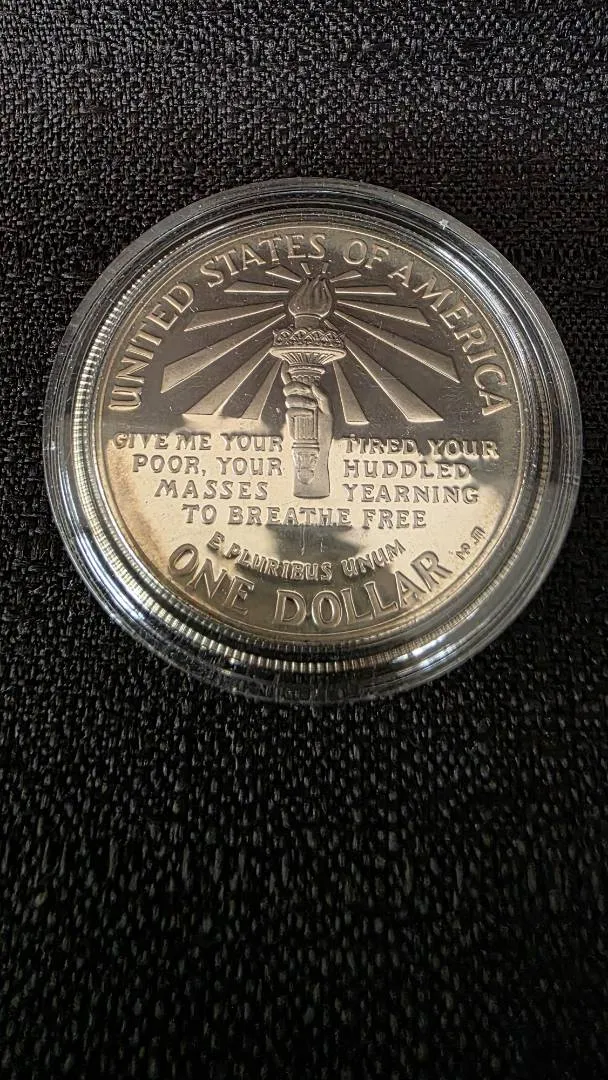 UNITED STATES OF AMERICA
GIVE ME YOUR TIRED, YOUR
POOR, YOUR HUDDLED
MASSES YEARNING
TO BREATHE FREE
E PLURIBUS UNUM
ONE DOLLAR